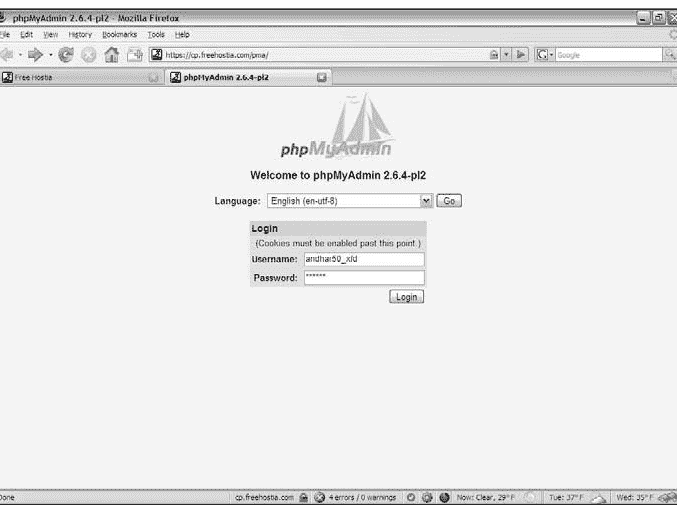 phpMyAdmin 2.6.4-pl2 - Mozilla Firefox
File Edit View History Bookmarks Tools Help
https://cp.freehostia.com/pma/
Google
Free Hostia
phpMyAdmin 2.6.4-pl2
phpMyAdmin
Welcome to phpMyAdmin 2.6.4-pl2
Language: English (en-utf-8) Go
Login
(Cookies must be enabled past this point.)
Username: andhar50_xfd
Password: ******
Login
Done cp.freehostia.com 4 errors / 0 warnings Now: Clear, 29°F Tue: 37°F Wed: 35°F